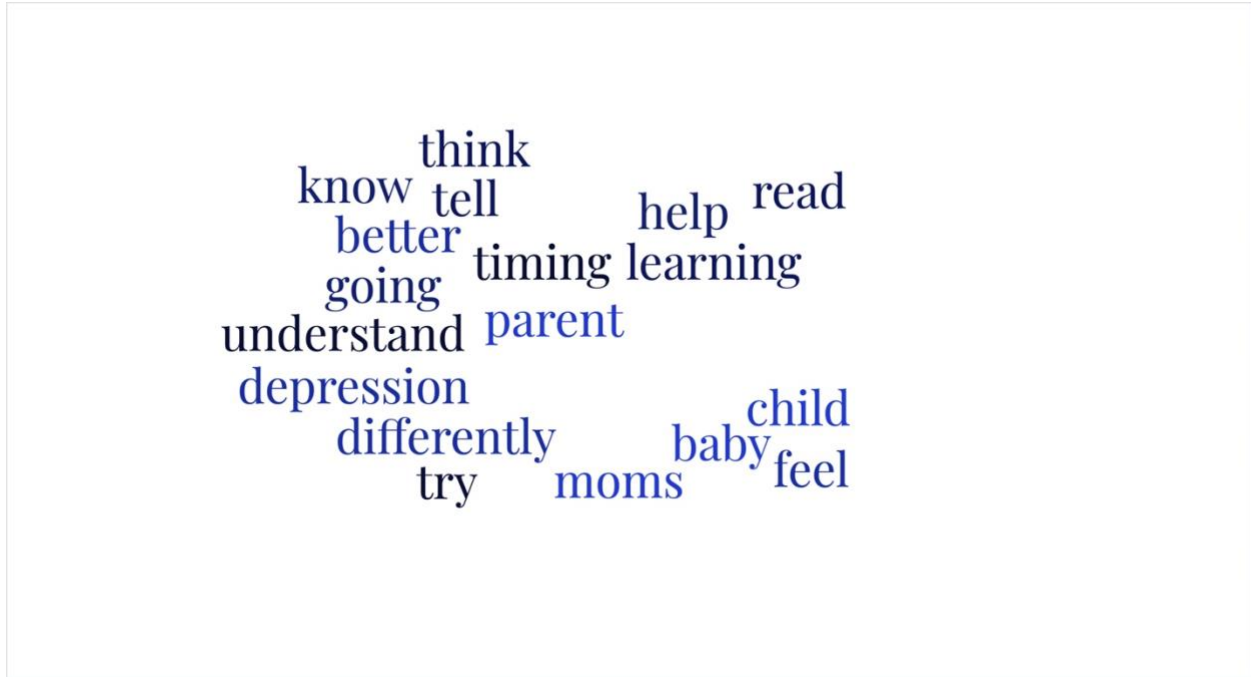 think
know tell
help read
better
timing learning
going
understand parent
depression
child
differently baby
feel
try moms